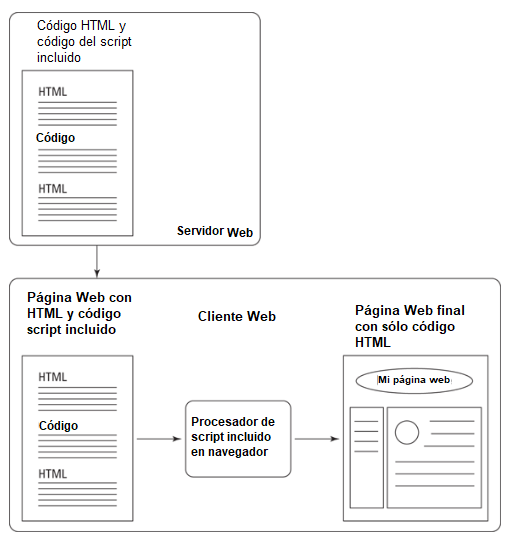 Código HTML y
código del script
incluido
HTML
Código
HTML
Servidor Web
Página Web con
HTML y código
script incluido
Cliente Web
Página Web final
con sólo código
HTML
HTML
Código
HTML
Procesador de
script incluido
en navegador
Mi página web